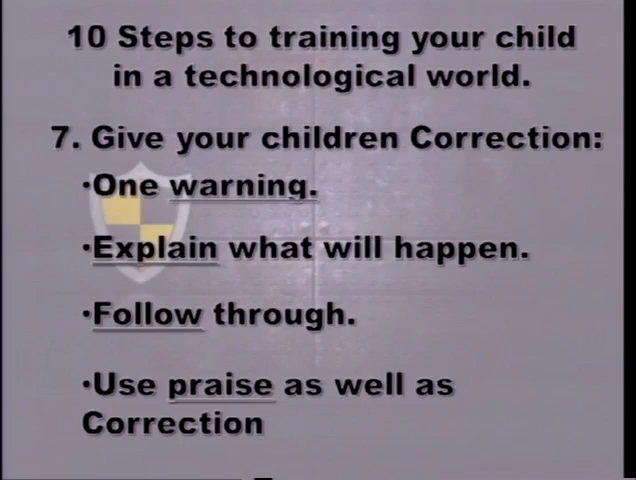 10 Steps to training your child
in a technological world.
7. Give your children Correction:
•One warning.
•Explain what will happen.
•Follow through.
•Use praise as well as
Correction